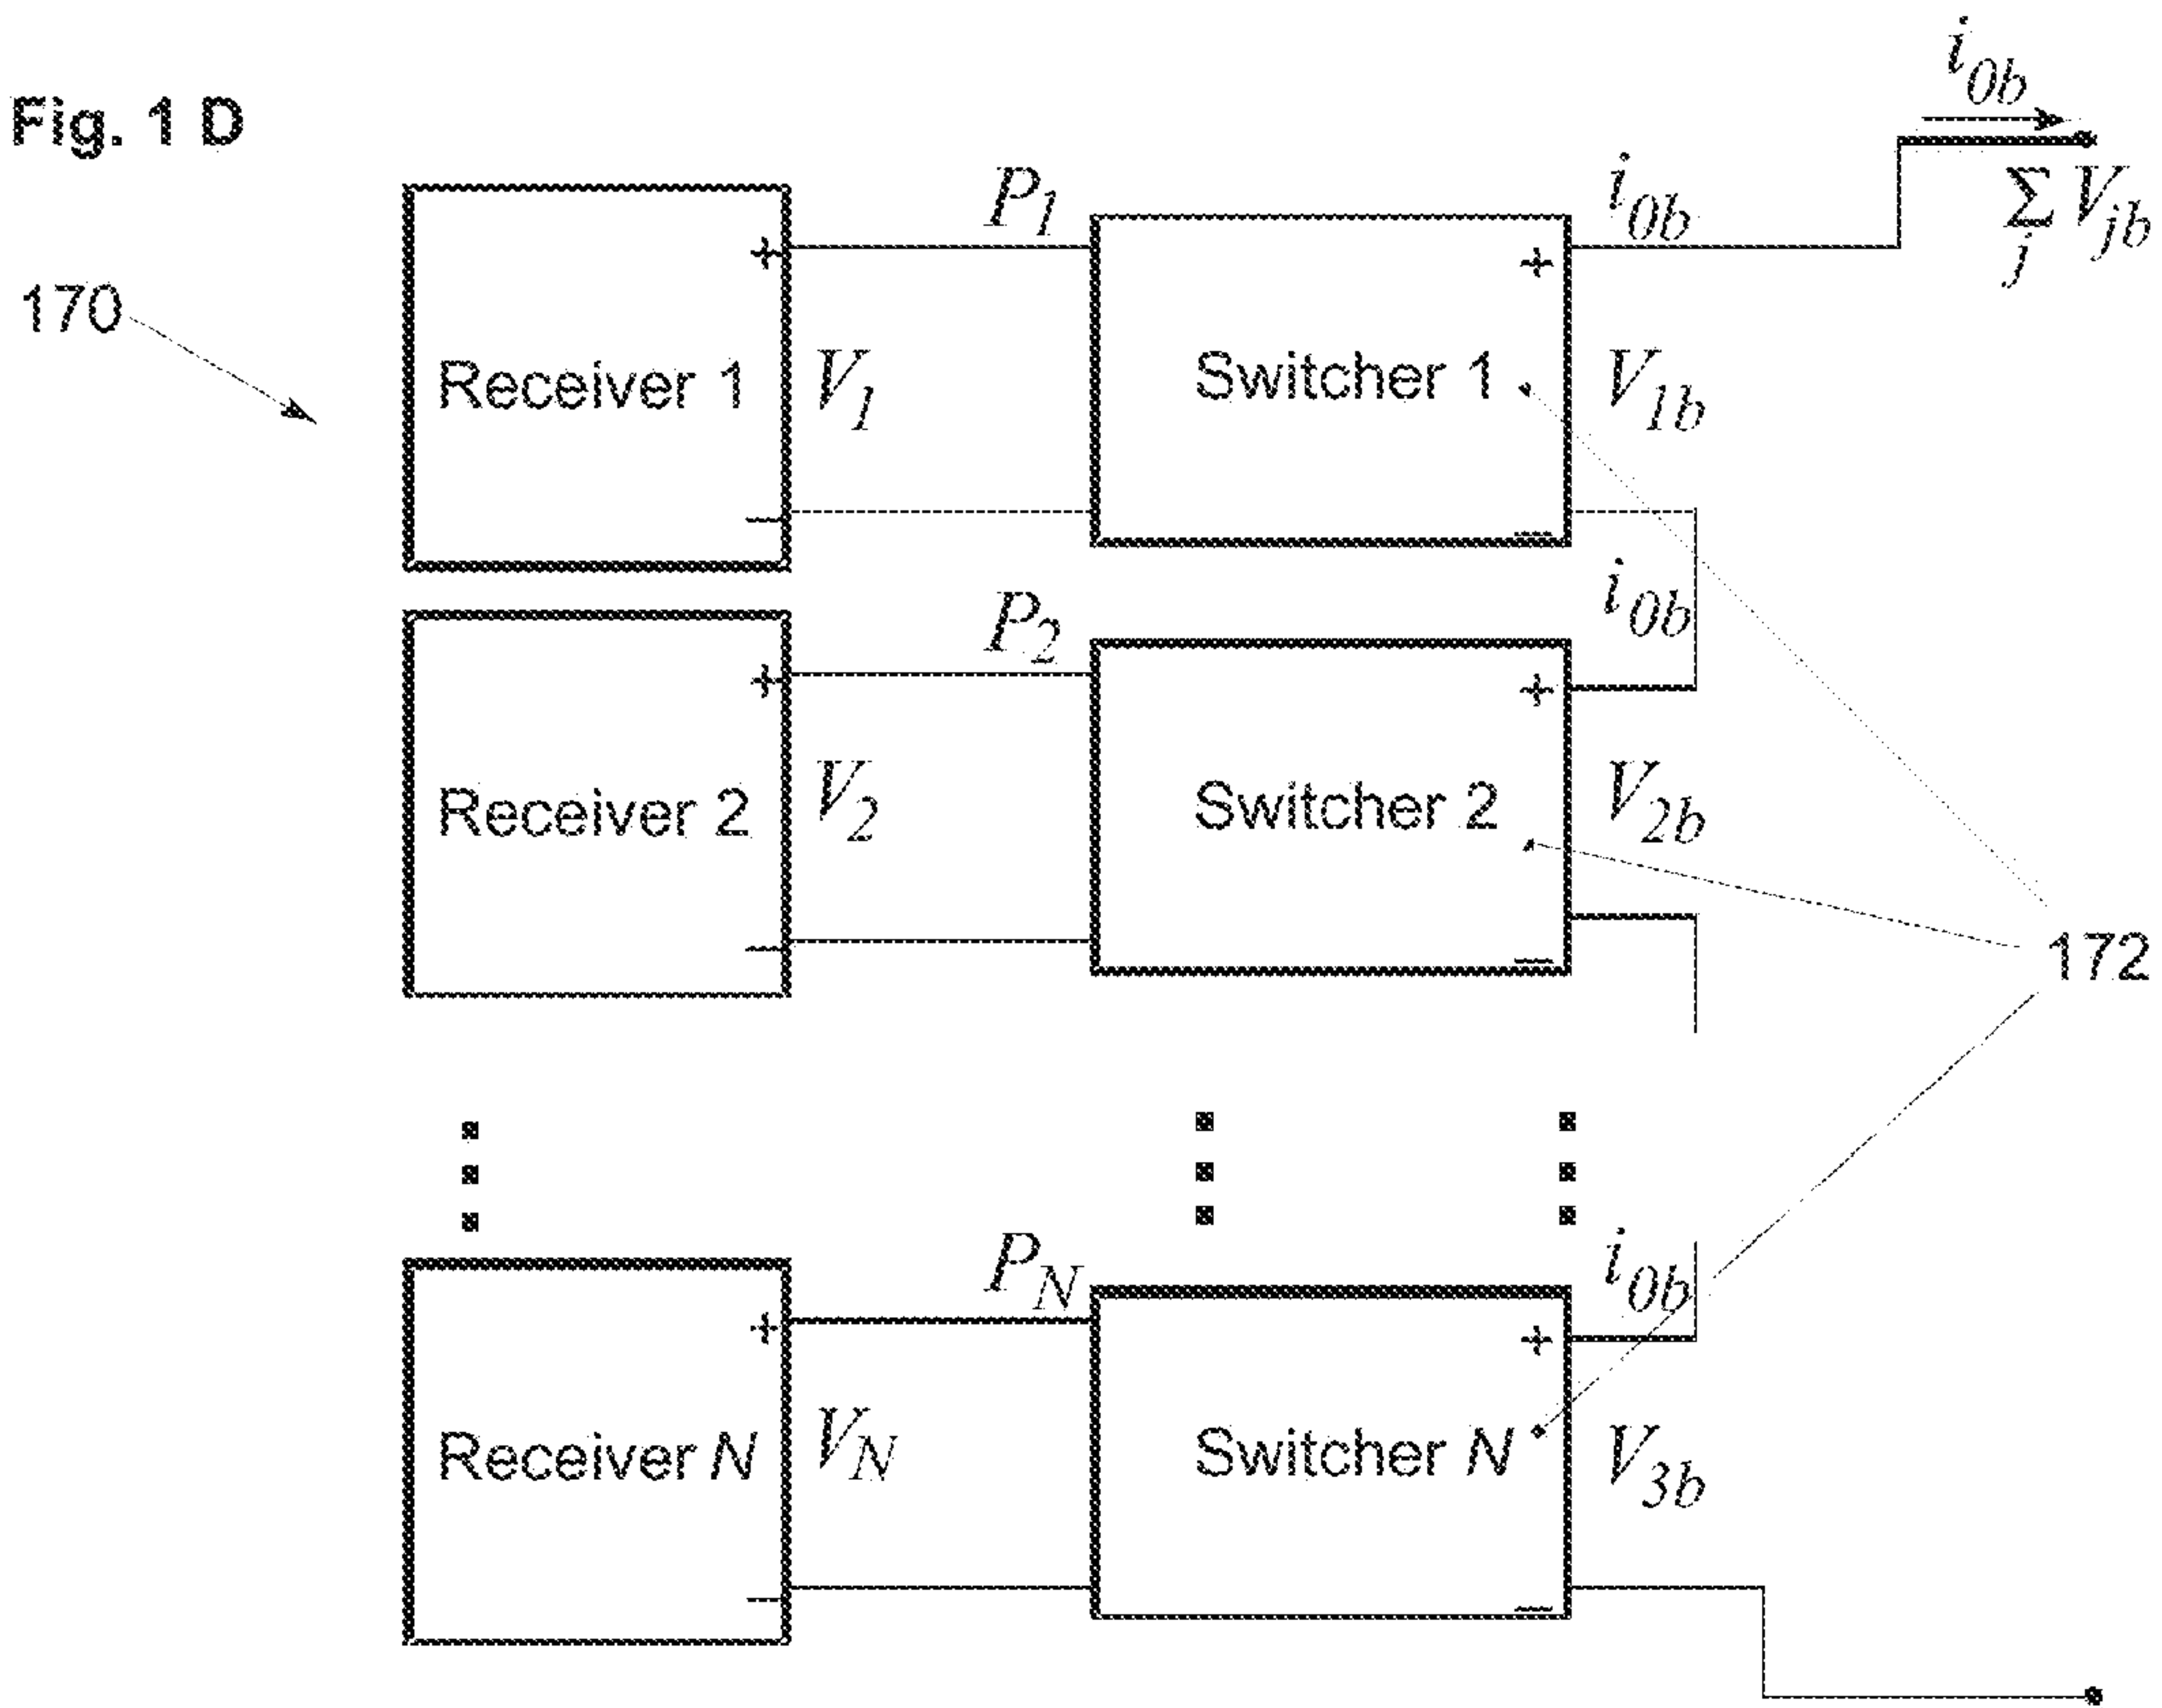 i0b
Fig. 1 D
P1
i0b
∑j Vjb
+
+
170
Receiver 1
V1
Switcher 1
V1b
−
−
i0b
P2
+
+
Receiver 2
V2
Switcher 2
V2b
−
−
172
PN
i0b
+
+
Receiver N
VN
Switcher N
V3b
−
−